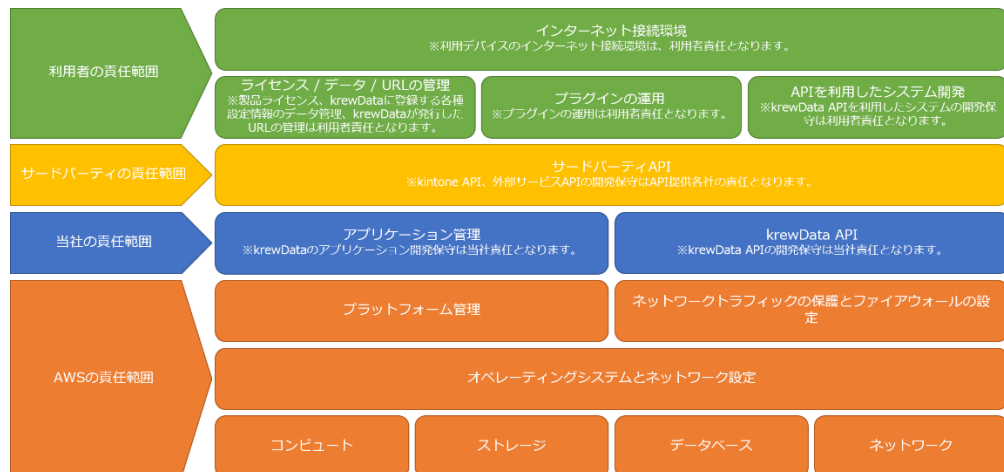 利用者の責任範囲
インターネット接続環境
※利用デバイスのインターネット接続環境は、利用者責任となります。
ライセンス / データ / URLの管理
※製品ライセンス、krewDataに登録する各種
設定情報のデータ管理、krewDataが発行した
URLの管理は利用者責任となります。
プラグインの運用
※プラグインの運用は利用者責任となります。
APIを利用したシステム開発
※krewData APIを利用したシステムの開発保
守は利用者責任となります。
サードパーティの責任範囲
サードパーティAPI
※kintone API、外部サービスAPIの開発保守はAPI提供各社の責任となります。
当社の責任範囲
アプリケーション管理
※krewDataのアプリケーション開発保守は当社責任となります。
krewData API
※krewData APIの開発保守は当社責任となります。
AWSの責任範囲
プラットフォーム管理
ネットワークトラフィックの保護とファイアウォールの設
定
オペレーティングシステムとネットワーク設定
コンピュート
ストレージ
データベース
ネットワーク